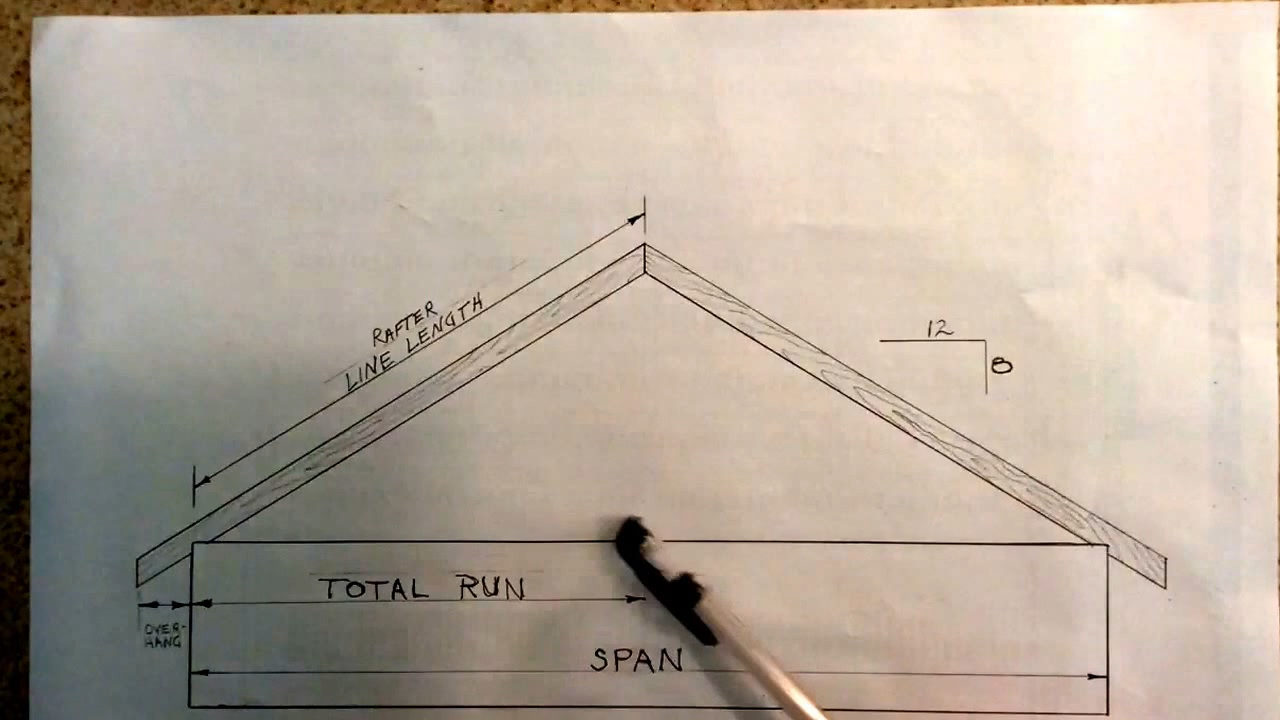 RAFTER
LINE LENGTH
12
8
TOTAL RUN
OVER-
HANG
SPAN